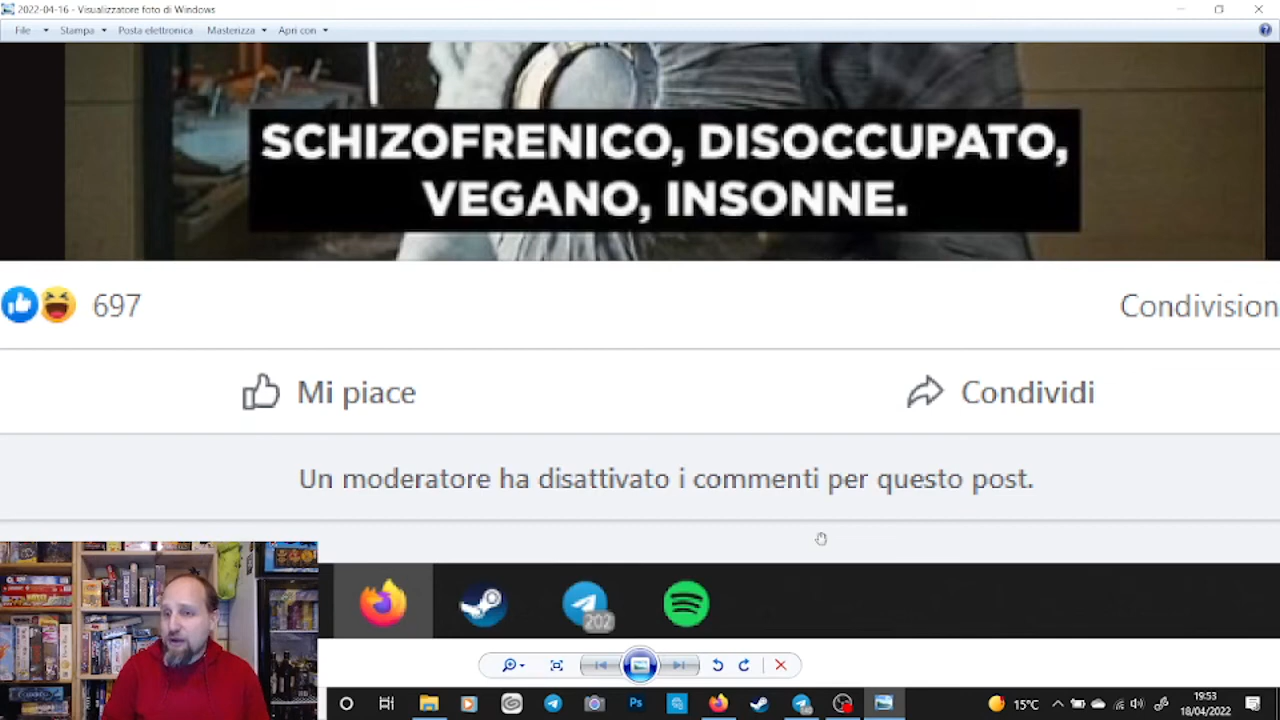 2022-04-16 - Visualizzatore foto di Windows
File Stampa Posta elettronica Masterizza Apri con
SCHIZOFRENICO, DISOCCUPATO,
VEGANO, INSONNE.
697 Condivision
Mi piace Condividi
Un moderatore ha disattivato i commenti per questo post.
202
Ps 15°C
19:53
18/04/2022